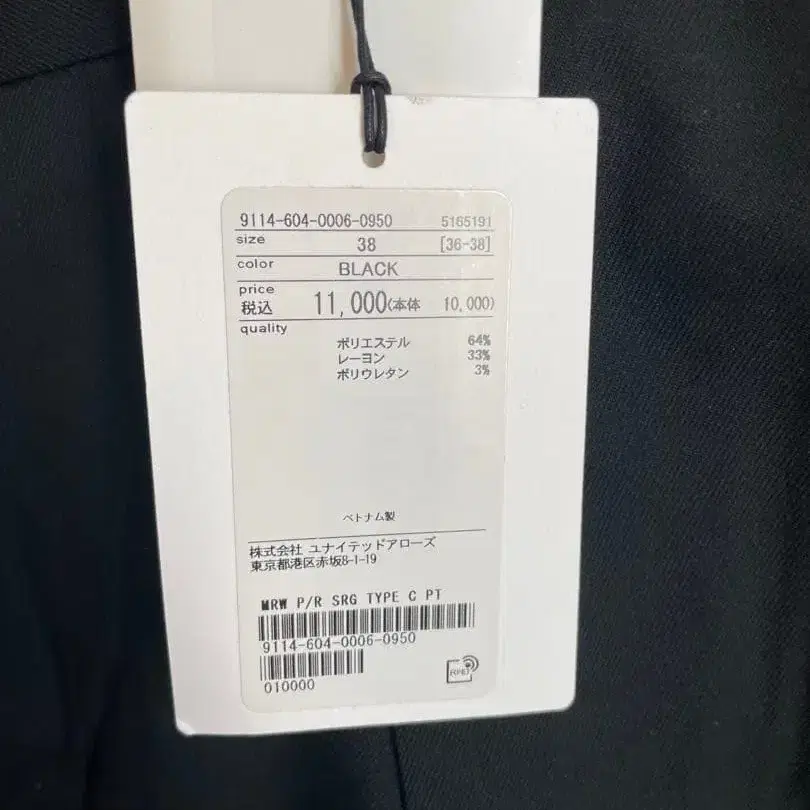 9114-604-0006-0950 5165191
size 38 [36-38]
color BLACK
price
税込 11,000(本体 10,000)
quality
ポリエステル 64%
レーヨン 33%
ポリウレタン 3%
ベトナム製
株式会社 ユナイテッドアローズ
東京都港区赤坂8-1-19
MRW P/R SRG TYPE C PT
9114-604-0006-0950
010000
RFID